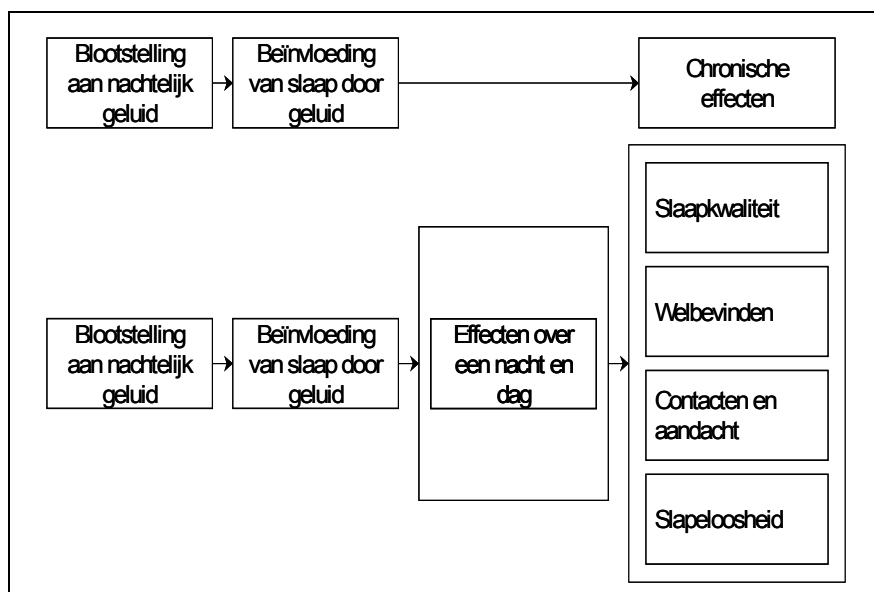 Blootstelling
aan nachtelijk
geluid
Beïnvloeding
van slaap door
geluid
Chronische
effecten
Blootstelling
aan nachtelijk
geluid
Beïnvloeding
van slaap door
geluid
Effecten over
een nacht en
dag
Slaapkwaliteit
Welbevinden
Contacten en
aandacht
Slapeloosheid